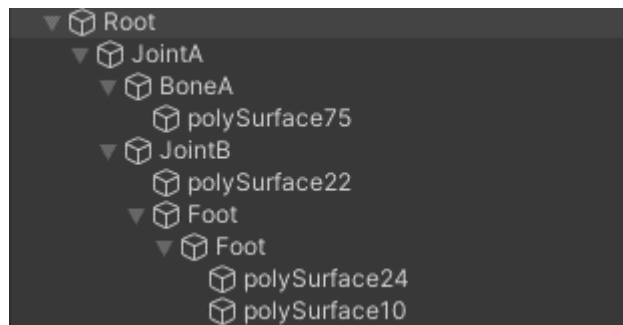 Root
JointA
BoneA
polySurface75
JointB
polySurface22
Foot
Foot
polySurface24
polySurface10